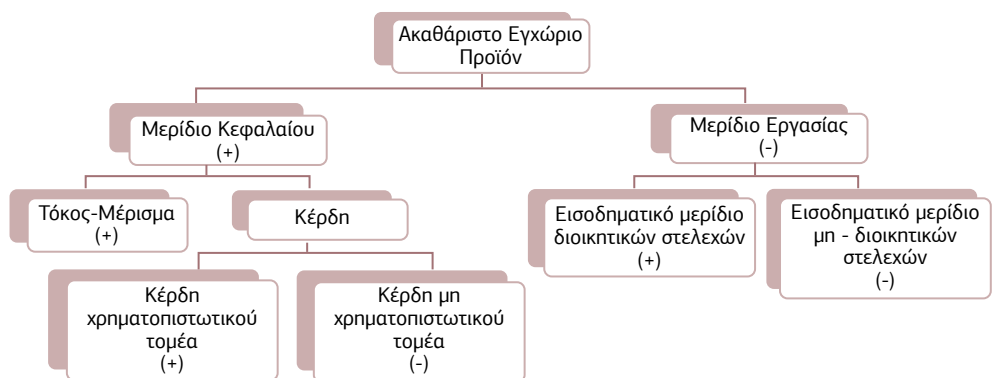 Ακαθάριστο Εγχώριο
Προϊόν
Μερίδιο Κεφαλαίου
(+)
Μερίδιο Εργασίας
(-)
Τόκος-Μέρισμα
(+)
Κέρδη
Εισοδηματικό μερίδιο
διοικητικών στελεχών
(+)
Εισοδηματικό μερίδιο
μη - διοικητικών
στελεχών
(-)
Κέρδη
χρηματοπιστωτικού
τομέα
(+)
Κέρδη μη
χρηματοπιστωτικού
τομέα
(-)